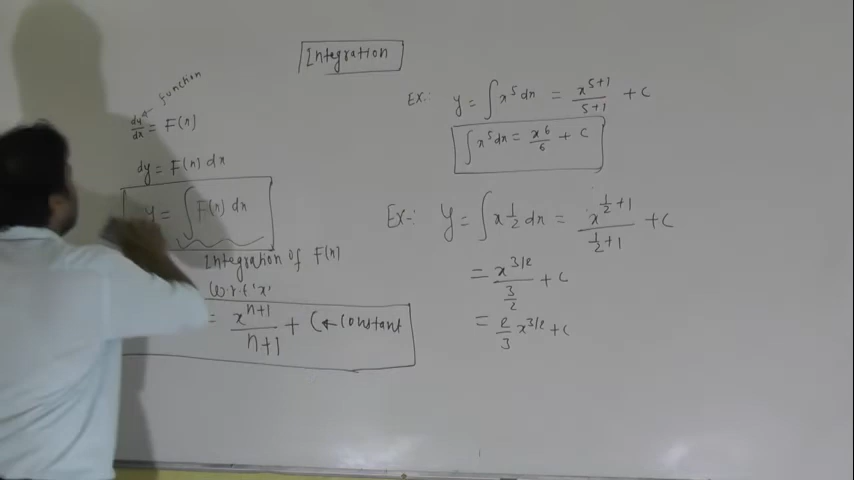 Integration
function
dy/dx = F(x)
dy = F(x) dx
y = ∫ F(x) dx
Integration of F(x)
w.r.t 'x'
= x^(n+1)/(n+1) + C ← constant
Ex:- y = ∫ x^5 dx = x^(5+1)/(5+1) + C
∫ x^5 dx = x^6/6 + C
Ex:- y = ∫ x^(1/2) dx = x^(1/2+1)/(1/2+1) + C
= x^(3/2)/(3/2) + C
= 2/3 x^(3/2) + C